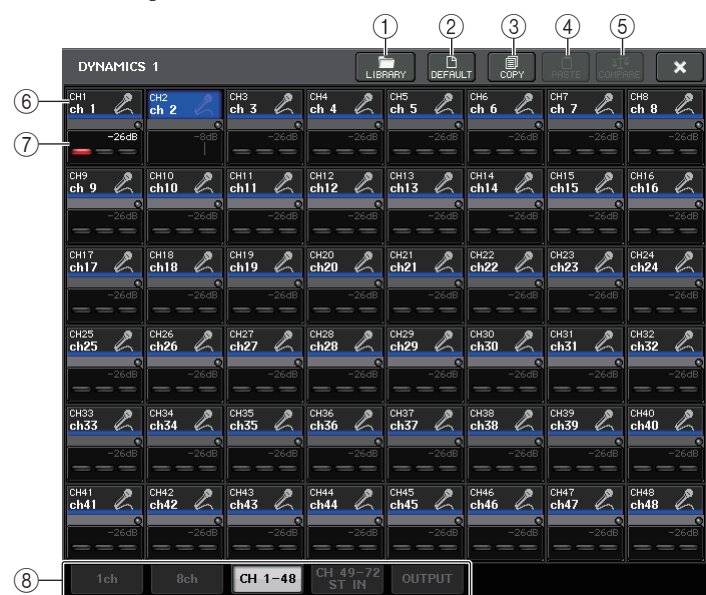 ① ② ③ ④ ⑤
DYNAMICS 1 LIBRARY DEFAULT COPY PASTE COMPARE
⑥
CH1 CH2 CH3 CH4 CH5 CH6 CH7 CH8
ch 1 ch 2 ch 3 ch 4 ch 5 ch 6 ch 7 ch 8
⑦
-26dB -8dB -26dB -26dB -26dB -26dB -26dB -26dB
CH9 CH10 CH11 CH12 CH13 CH14 CH15 CH16
ch 9 ch10 ch11 ch12 ch13 ch14 ch15 ch16
-26dB -26dB -26dB -26dB -26dB -26dB -26dB -26dB
CH17 CH18 CH19 CH20 CH21 CH22 CH23 CH24
ch17 ch18 ch19 ch20 ch21 ch22 ch23 ch24
-26dB -26dB -26dB -26dB -26dB -26dB -26dB -26dB
CH25 CH26 CH27 CH28 CH29 CH30 CH31 CH32
ch25 ch26 ch27 ch28 ch29 ch30 ch31 ch32
-26dB -26dB -26dB -26dB -26dB -26dB -26dB -26dB
CH33 CH34 CH35 CH36 CH37 CH38 CH39 CH40
ch33 ch34 ch35 ch36 ch37 ch38 ch39 ch40
-26dB -26dB -26dB -26dB -26dB -26dB -26dB -26dB
CH41 CH42 CH43 CH44 CH45 CH46 CH47 CH48
ch41 ch42 ch43 ch44 ch45 ch46 ch47 ch48
-26dB -26dB -26dB -26dB -26dB -26dB -26dB -26dB
⑧
1ch 8ch CH 1-48 CH 49-72 OUTPUT
ST IN